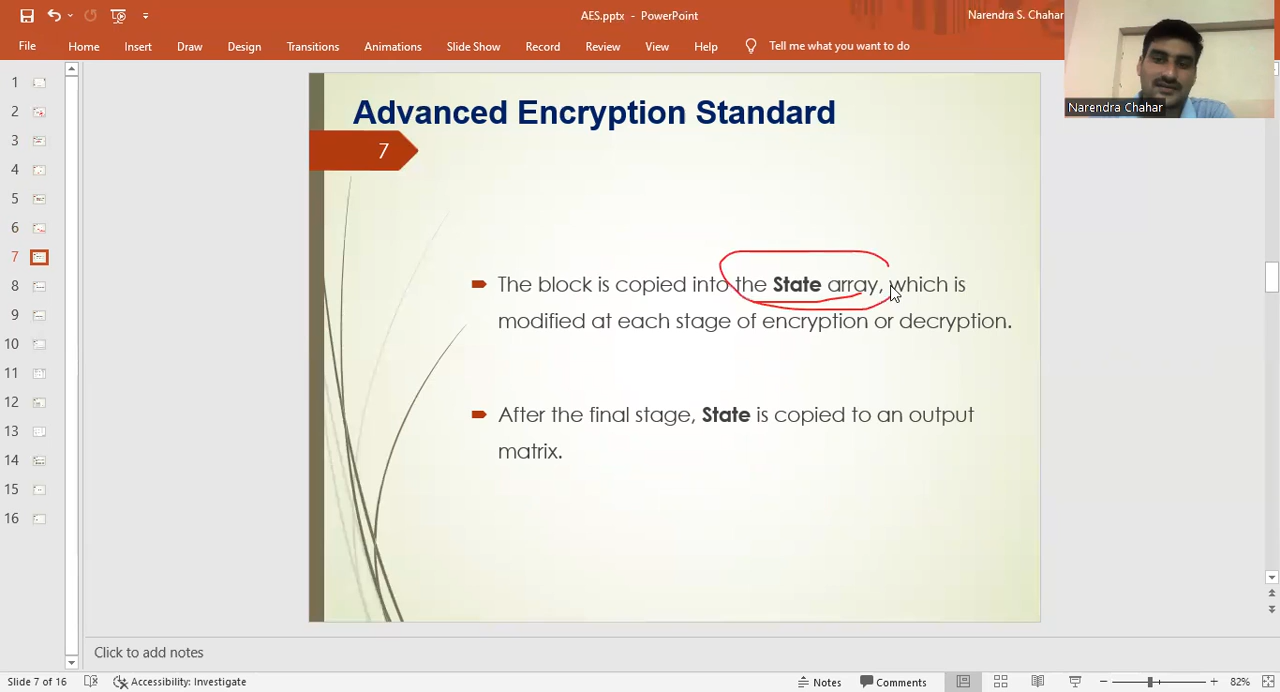 AES.pptx - PowerPoint
Narendra S. Chahar
File Home Insert Draw Design Transitions Animations Slide Show Record Review View Help Tell me what you want to do
Narendra Chahar
1
2
3
4
5
6
7
8
9
10
11
12
13
14
15
16
Advanced Encryption Standard
7
The block is copied into the State array, which is
modified at each stage of encryption or decryption.
After the final stage, State is copied to an output
matrix.
Click to add notes
Slide 7 of 16 Accessibility: Investigate Notes Comments 82%